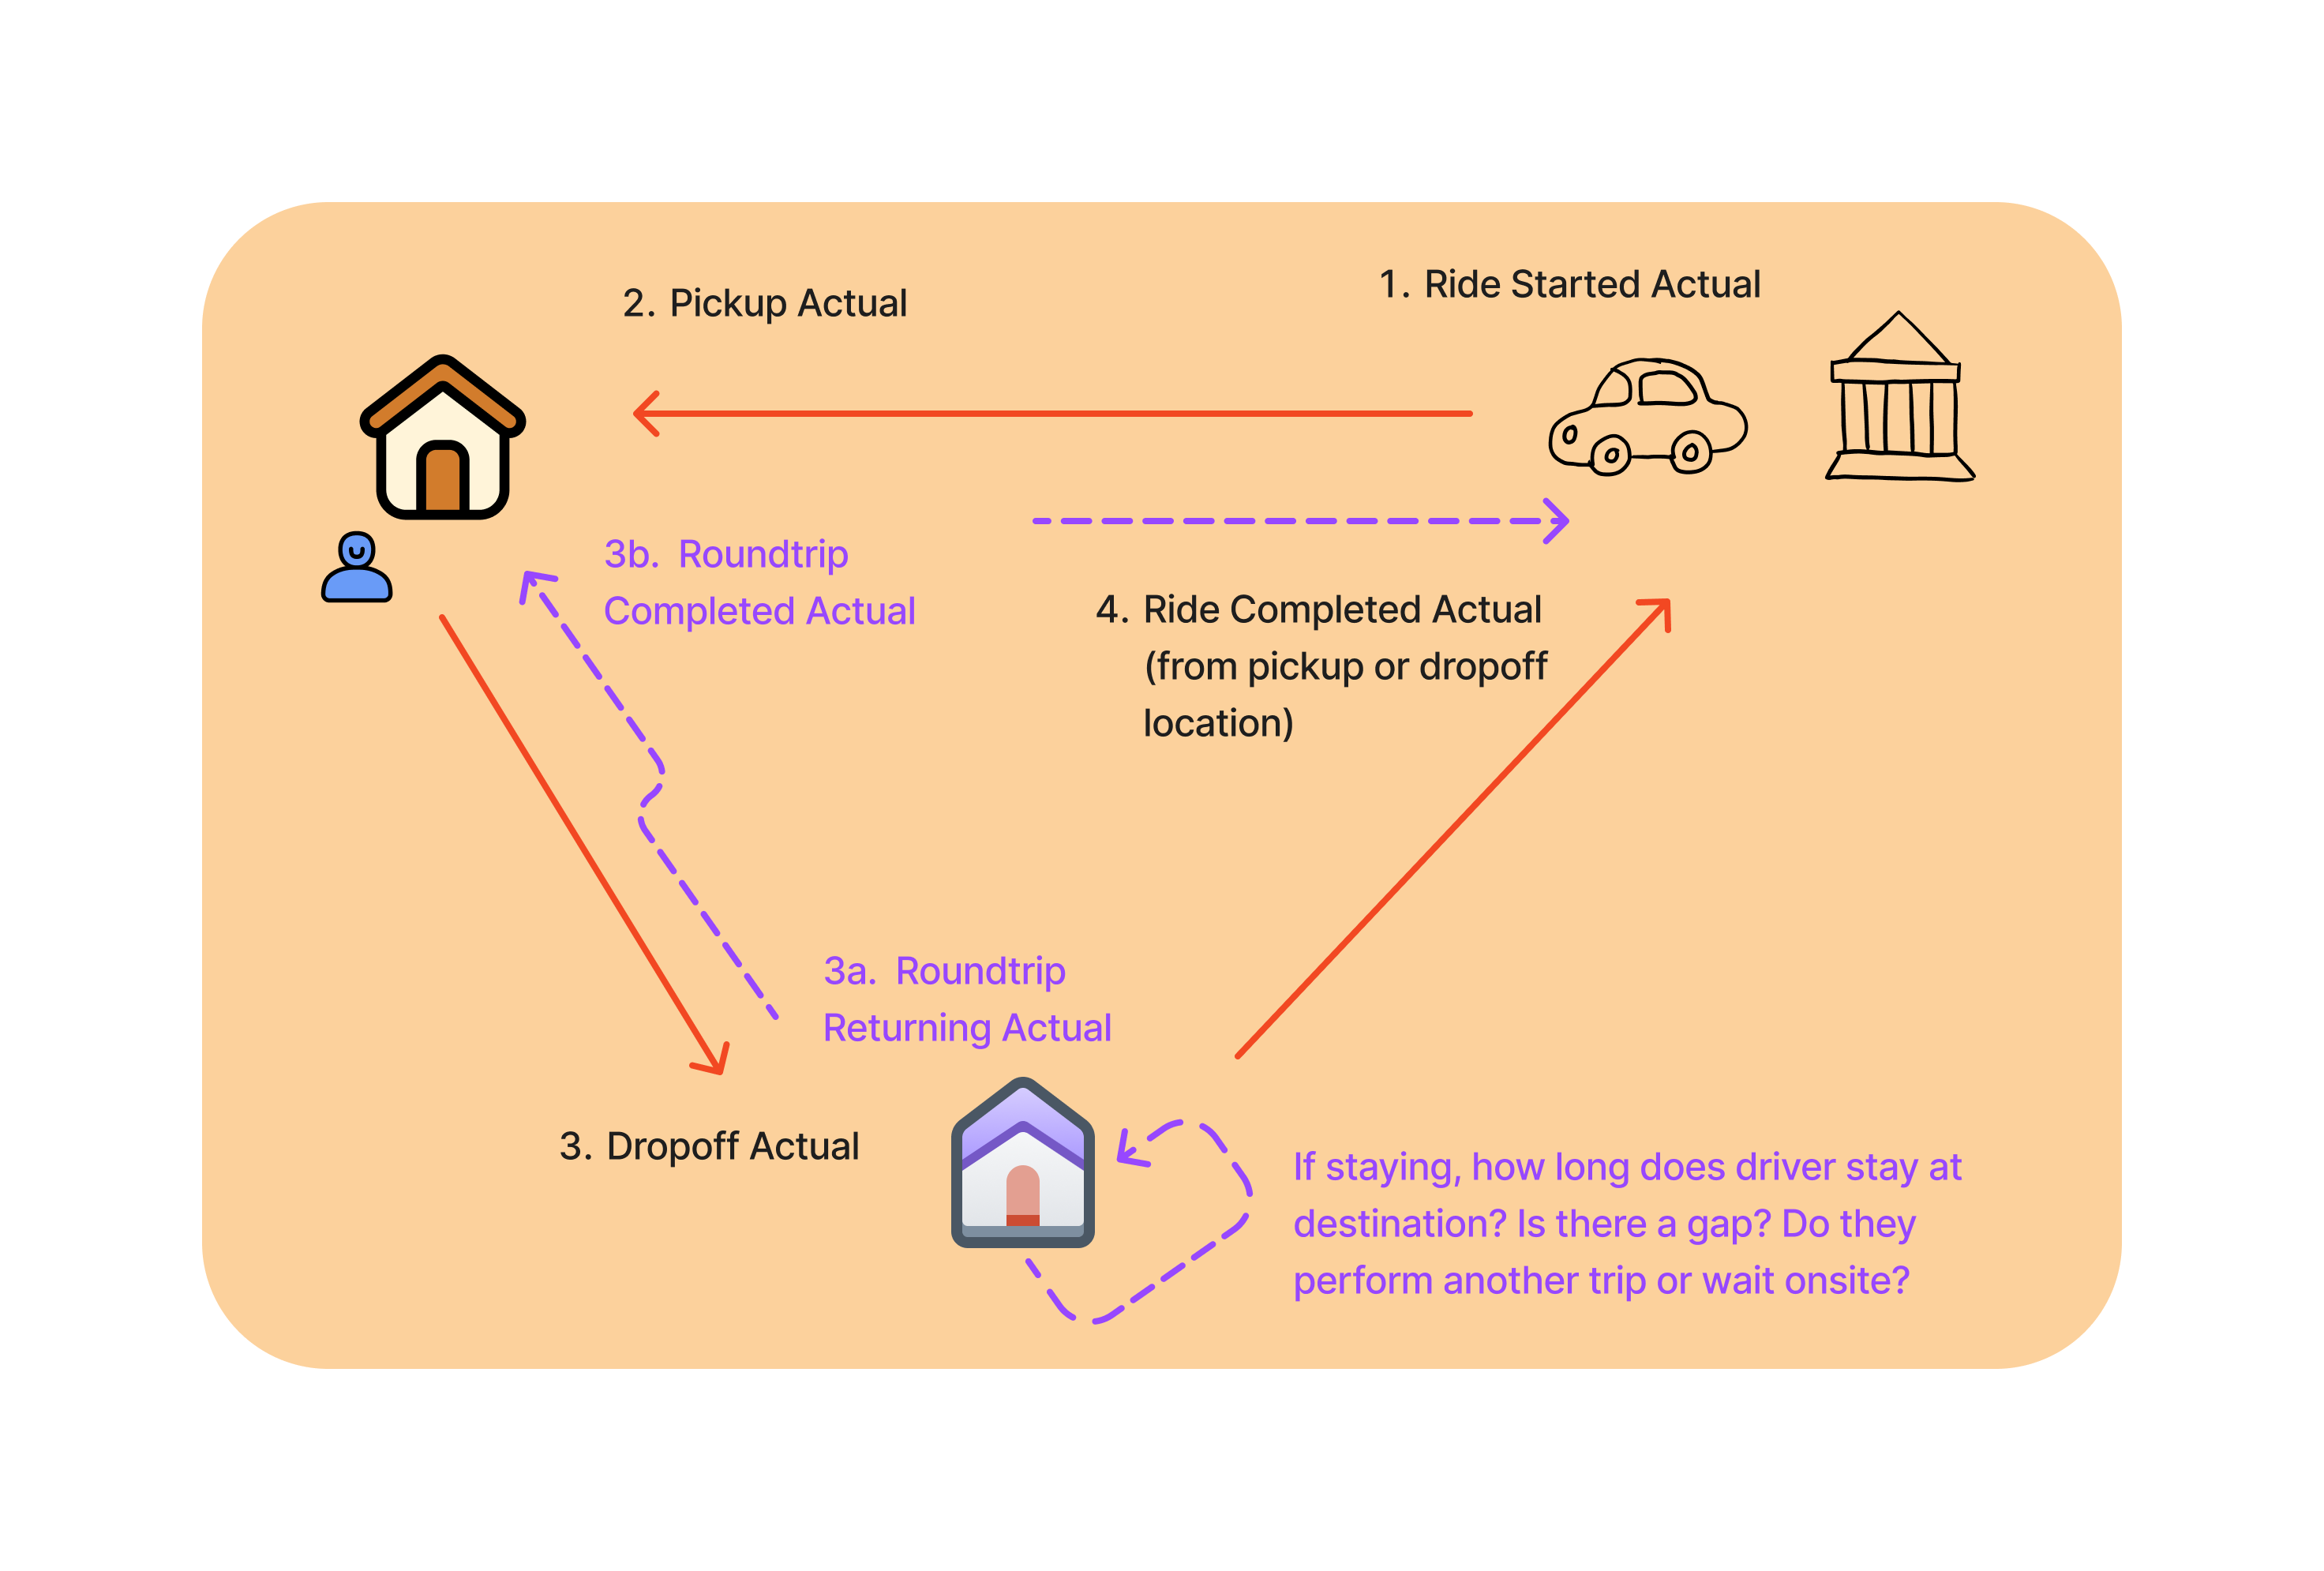 1. Ride Started Actual
2. Pickup Actual
3b. Roundtrip
Completed Actual
4. Ride Completed Actual
(from pickup or dropoff
location)
3a. Roundtrip
Returning Actual
3. Dropoff Actual
If staying, how long does driver stay at
destination? Is there a gap? Do they
perform another trip or wait onsite?